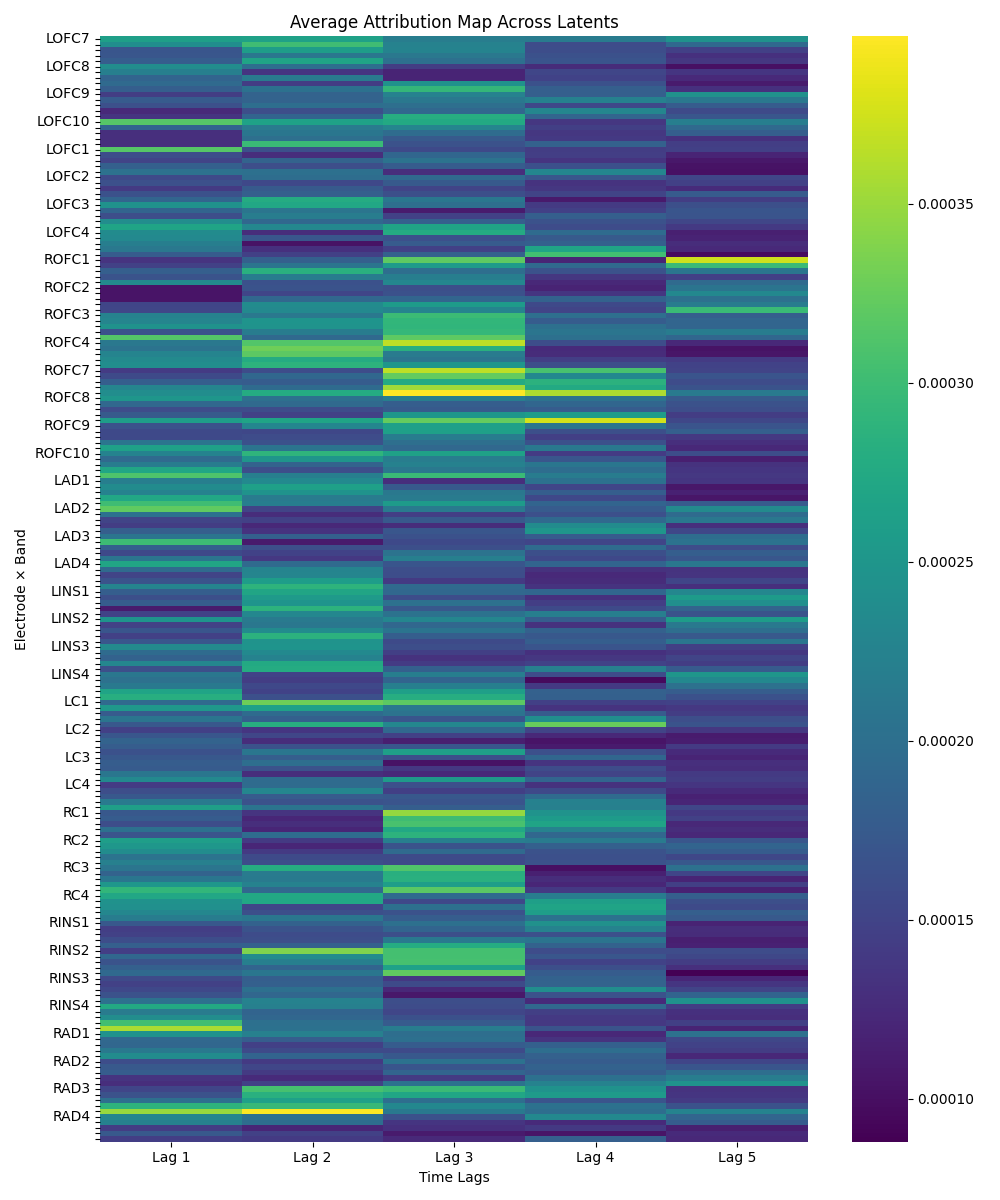 Average Attribution Map Across Latents
LOFC7
LOFC8
LOFC9
LOFC10
LOFC1
LOFC2
LOFC3
LOFC4
ROFC1
ROFC2
ROFC3
ROFC4
ROFC7
ROFC8
ROFC9
ROFC10
LAD1
LAD2
LAD3
LAD4
LINS1
LINS2
LINS3
LINS4
LC1
LC2
LC3
LC4
RC1
RC2
RC3
RC4
RINS1
RINS2
RINS3
RINS4
RAD1
RAD2
RAD3
RAD4
Electrode × Band
Lag 1 Lag 2 Lag 3 Lag 4 Lag 5
Time Lags
0.00035
0.00030
0.00025
0.00020
0.00015
0.00010